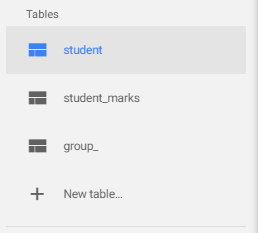 Tables
student
student_marks
group_
New table...